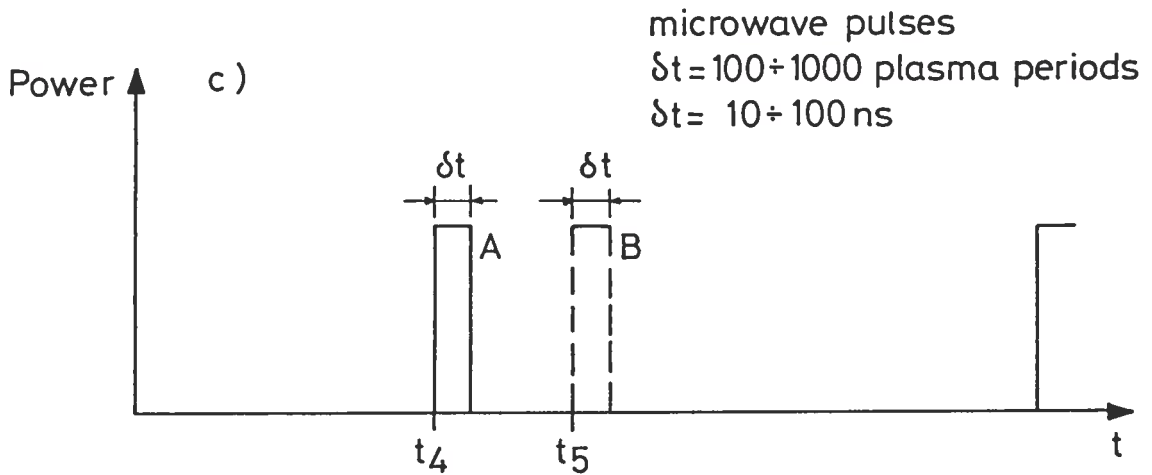 microwave pulses
δt = 100 ÷ 1000 plasma periods
δt = 10 ÷ 100 ns
Power
c )
δt
δt
A
B
t4
t5
t